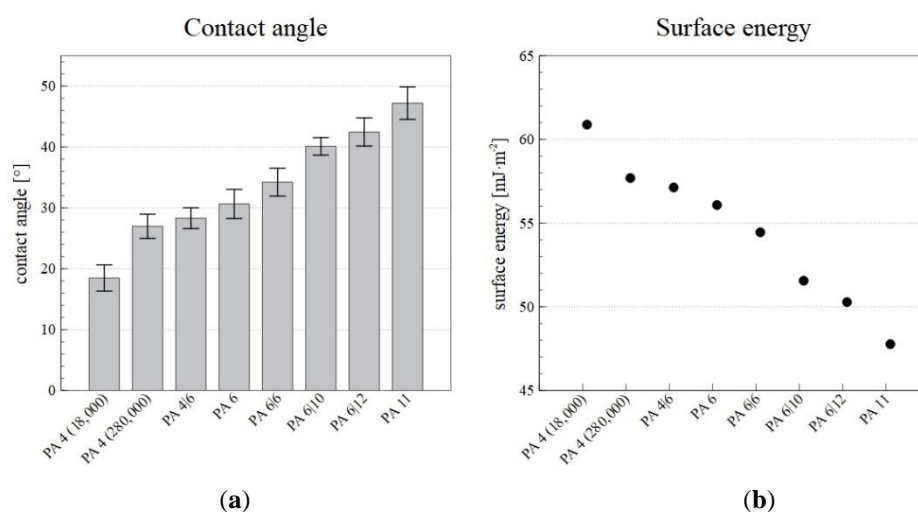 Contact angle
contact angle [°]
50
40
30
20
10
0
PA 4 (18,000)
PA 4 (280,000)
PA 4|6
PA 6
PA 6|6
PA 6|10
PA 6|12
PA 11
(a)
Surface energy
surface energy [mJ·m⁻²]
65
60
55
50
45
PA 4 (18,000)
PA 4 (280,000)
PA 4|6
PA 6
PA 6|6
PA 6|10
PA 6|12
PA 11
(b)